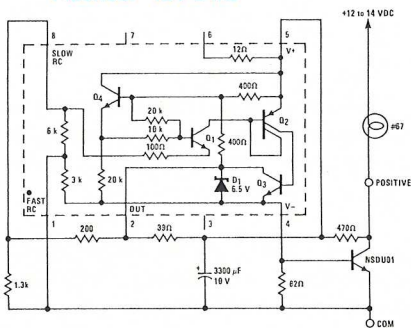 +12 to 14 VDC
8 7 6 5
SLOW RC
12Ω
V+
Q4
400Ω
20 k
Q2
6 k
10 k
Q1
400Ω
100Ω
#67
3 k
20 k
D1
6.5 V
Q3
POSITIVE
FAST RC
V−
1 2 3 4
OUT
200
39Ω
470Ω
NSDU01
1.3k
+
3300 µF
10 V
82Ω
COM